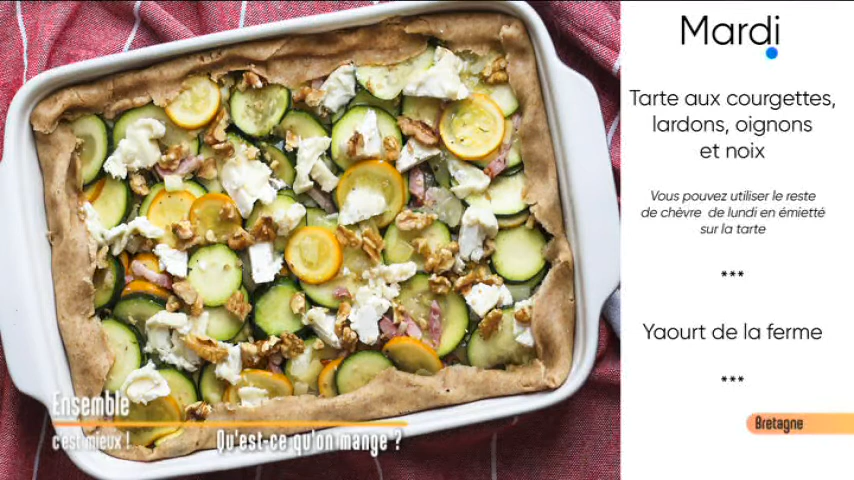 Mardi
Tarte aux courgettes,
lardons, oignons
et noix
Vous pouvez utiliser le reste
de chèvre de lundi en émietté
sur la tarte
***
Yaourt de la ferme
***
Bretagne
Ensemble
c'est mieux !
Qu'est-ce qu'on mange ?